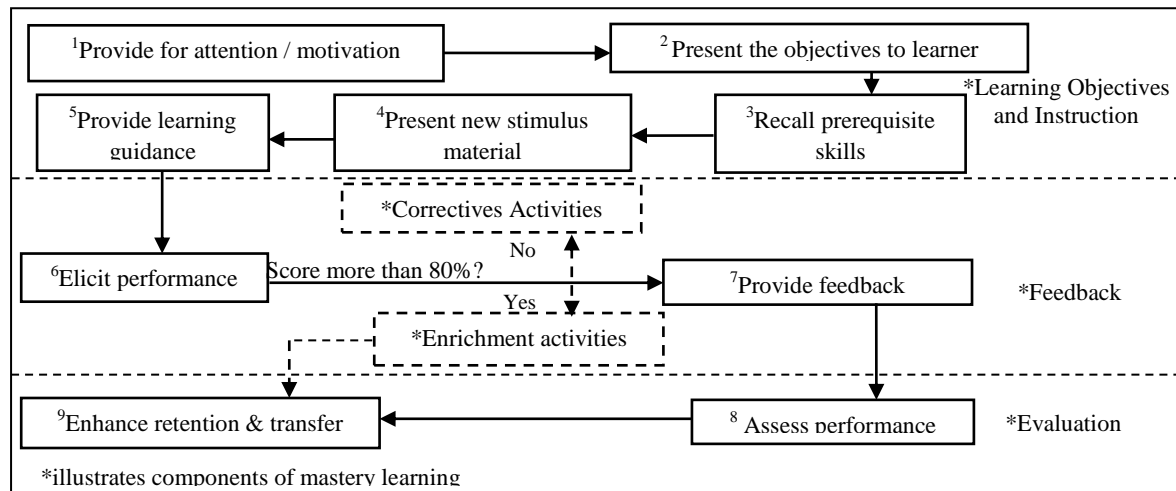 ¹Provide for attention / motivation
² Present the objectives to learner
*Learning Objectives
and Instruction
³Recall prerequisite
skills
⁴Present new stimulus
material
⁵Provide learning
guidance
*Correctives Activities
No
⁶Elicit performance
Score more than 80%?
⁷Provide feedback
*Feedback
Yes
*Enrichment activities
⁸ Assess performance
*Evaluation
⁹Enhance retention & transfer
*illustrates components of mastery learning